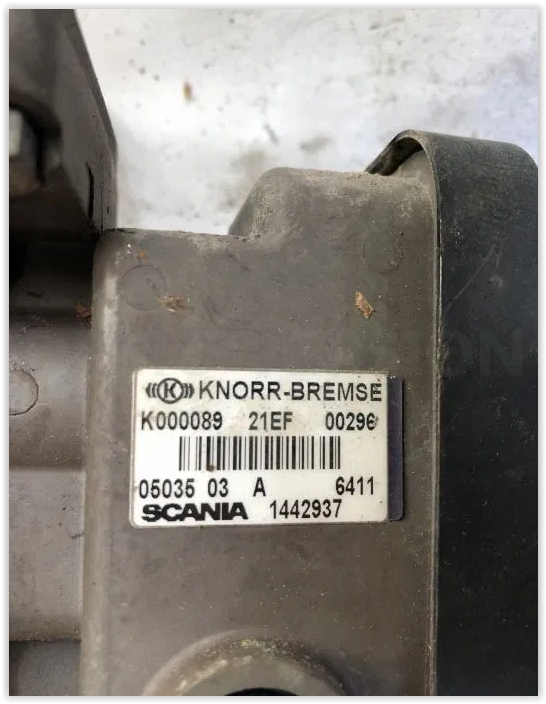 K KNORR-BREMSE
K000089 21EF 00296
05035 03 A 6411
SCANIA 1442937